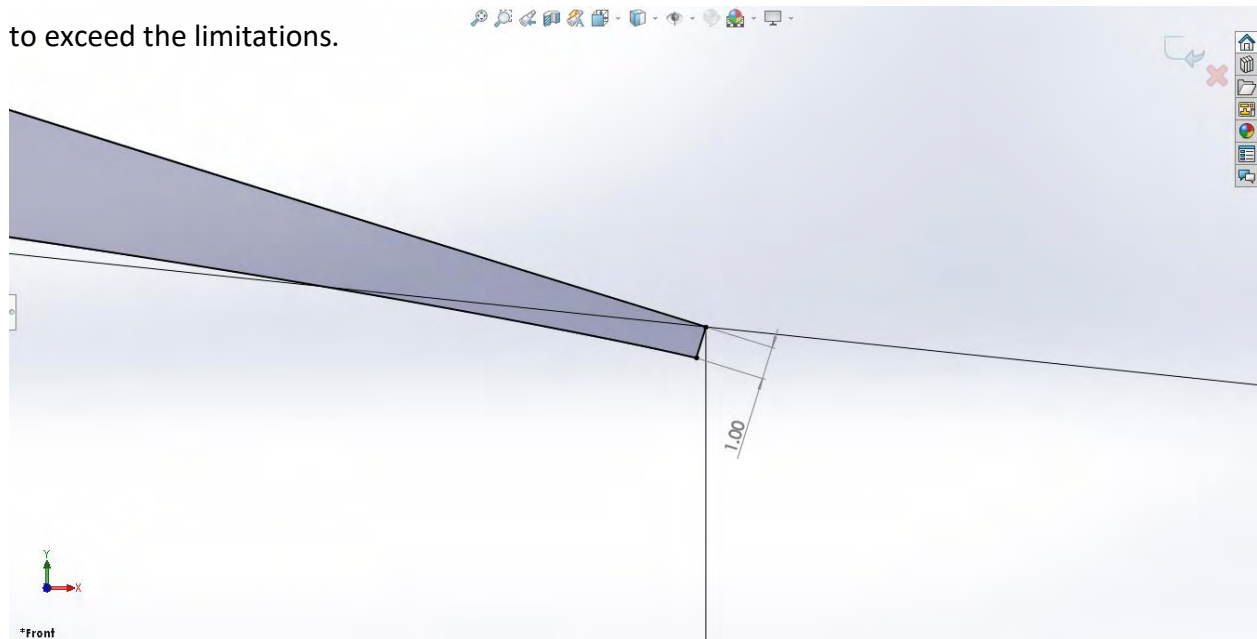 to exceed the limitations.
1.00
Y
X
*Front